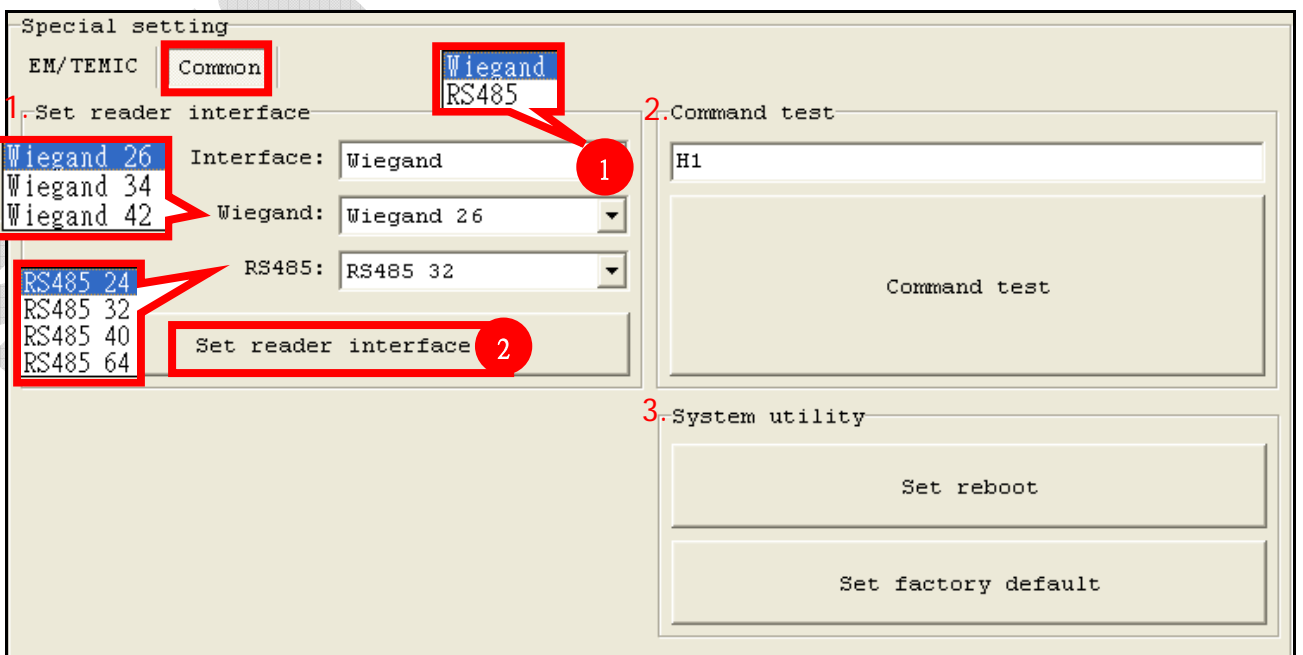 Special setting
EM/TEMIC
Common
Wiegand
RS485
1. Set reader interface
Interface: Wiegand
1
Wiegand 26
Wiegand 34
Wiegand 42
Wiegand: Wiegand 26
RS485: RS485 32
RS485 24
RS485 32
RS485 40
RS485 64
Set reader interface
2
2. Command test
H1
Command test
3. System utility
Set reboot
Set factory default